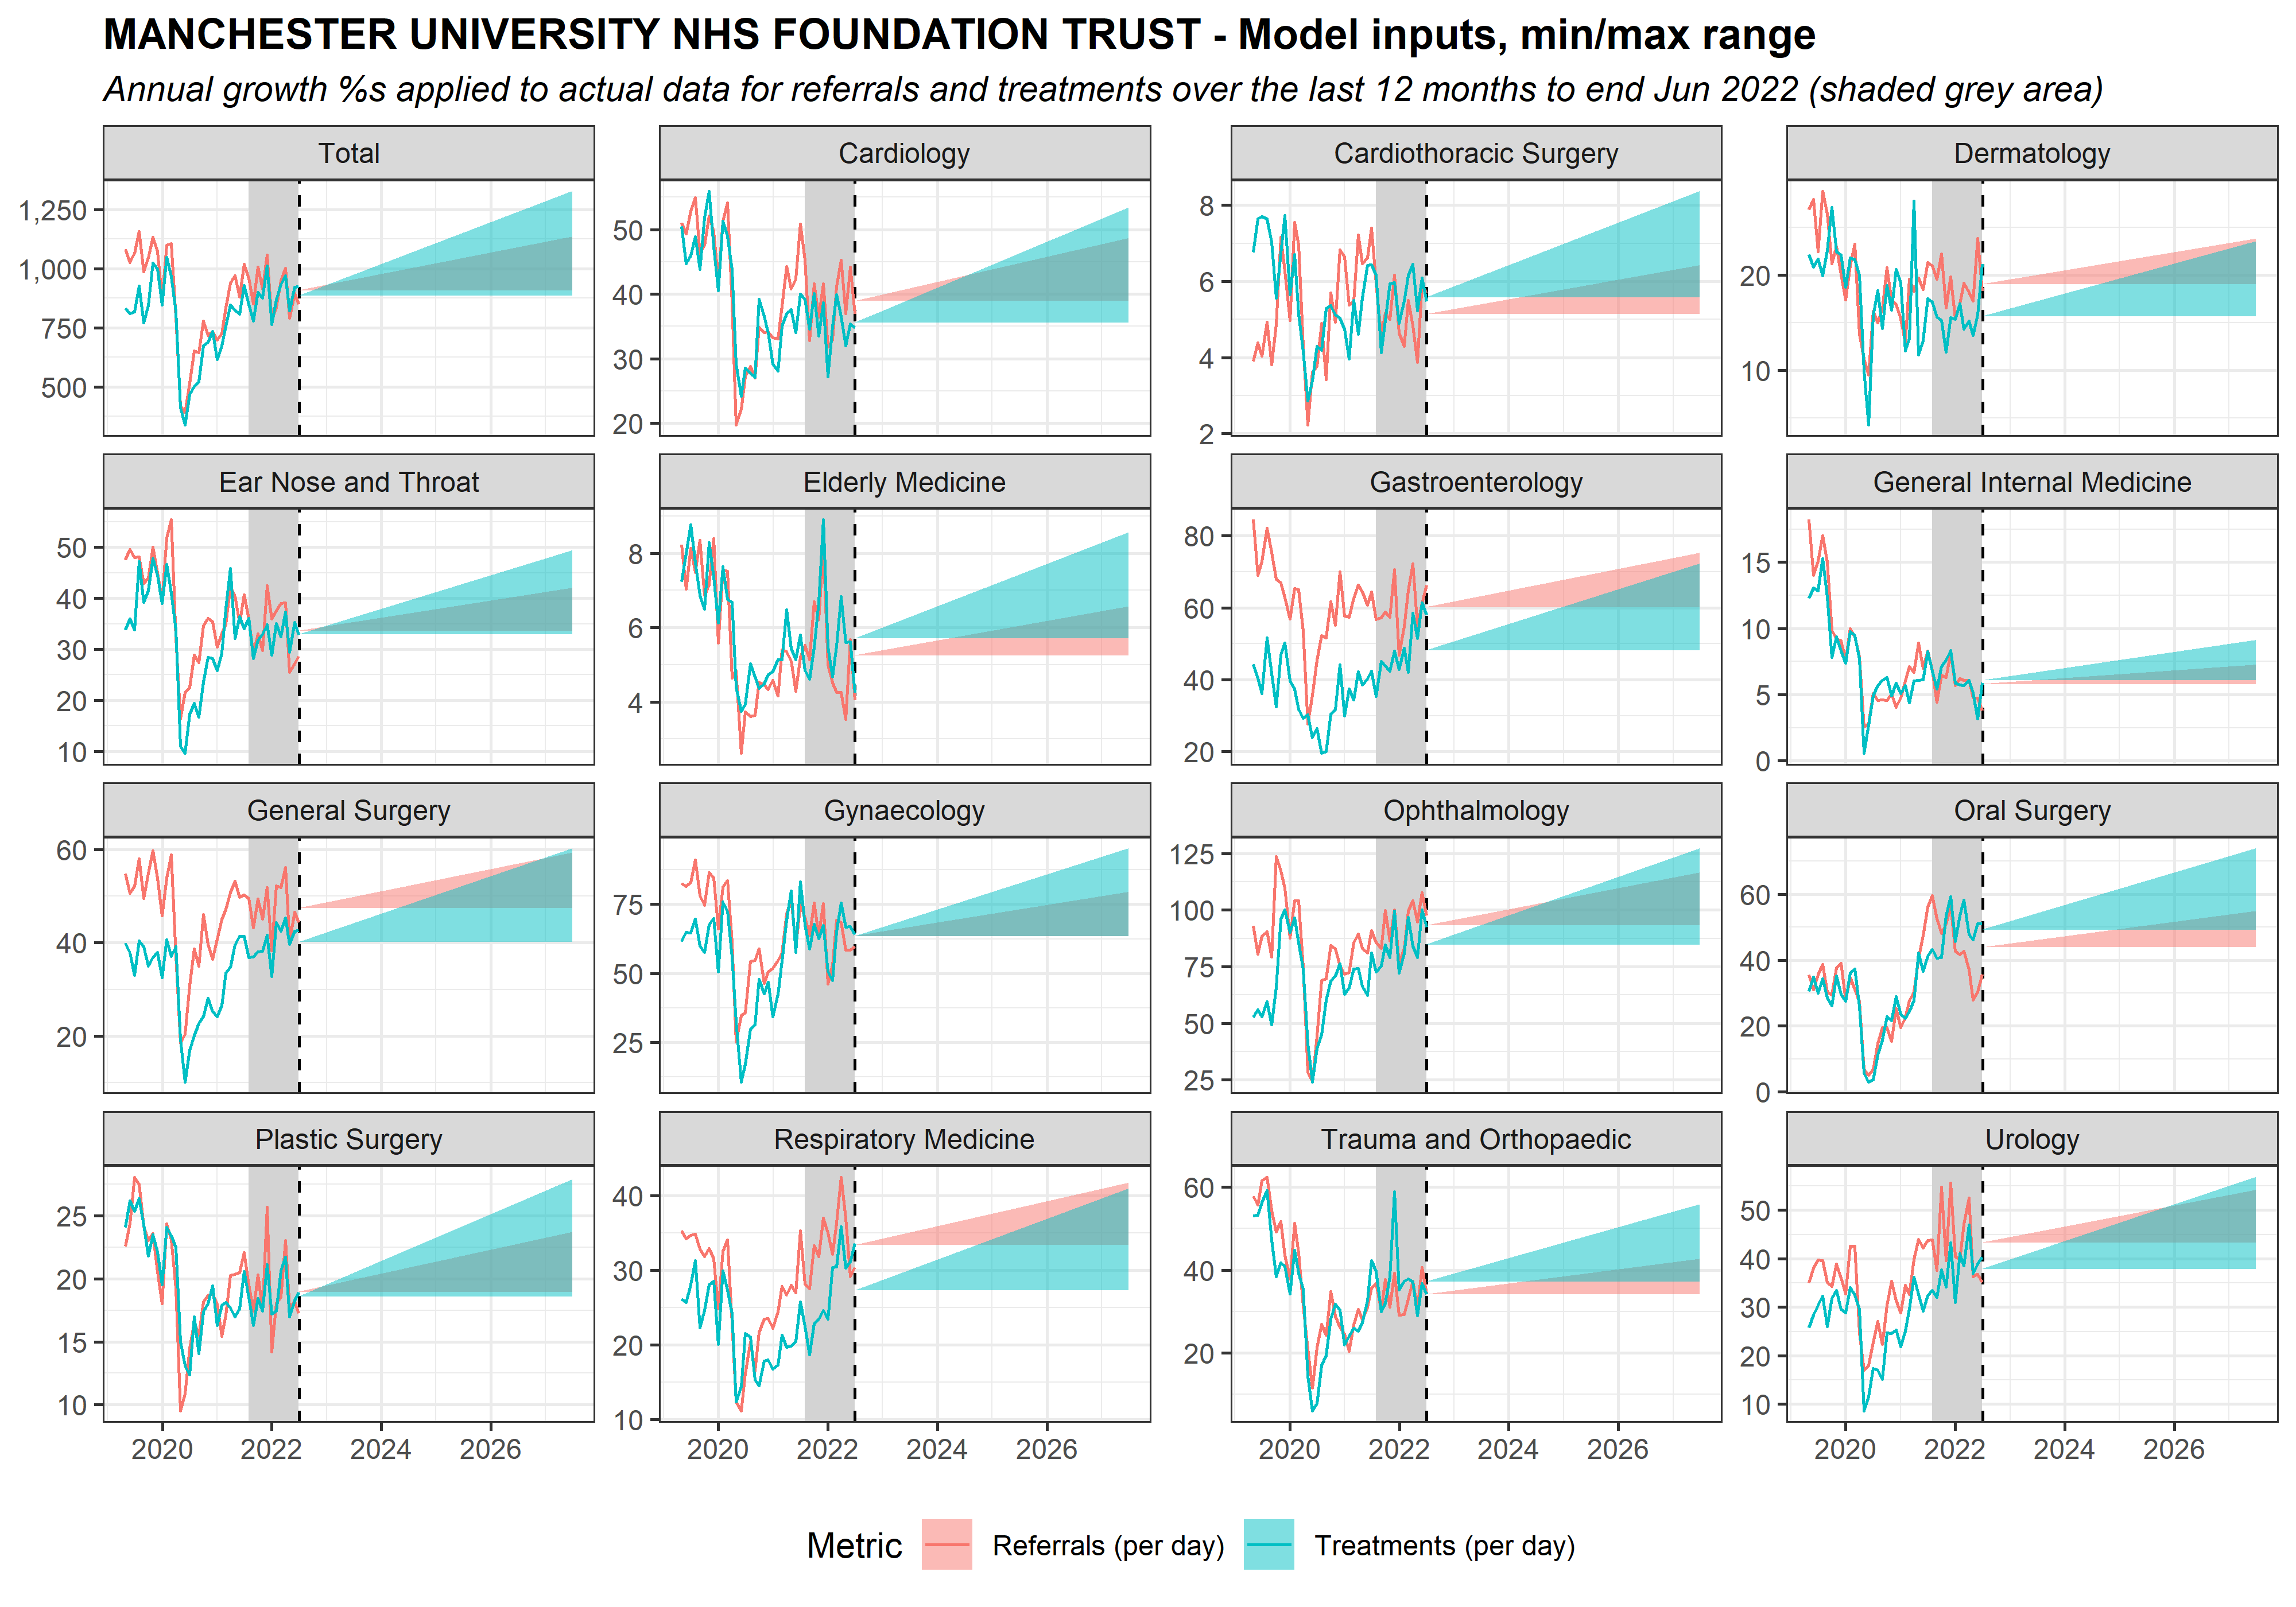 MANCHESTER UNIVERSITY NHS FOUNDATION TRUST - Model inputs, min/max range
Annual growth %s applied to actual data for referrals and treatments over the last 12 months to end Jun 2022 (shaded grey area)
Total
Cardiology
Cardiothoracic Surgery
Dermatology
1,250
1,000
750
500
50
40
30
20
8
6
4
2
20
10
Ear Nose and Throat
Elderly Medicine
Gastroenterology
General Internal Medicine
50
40
30
20
10
8
6
4
80
60
40
20
15
10
5
0
General Surgery
Gynaecology
Ophthalmology
Oral Surgery
60
40
20
75
50
25
125
100
75
50
25
60
40
20
0
Plastic Surgery
Respiratory Medicine
Trauma and Orthopaedic
Urology
25
20
15
10
40
30
20
10
60
40
20
50
40
30
20
10
2020 2022 2024 2026
2020 2022 2024 2026
2020 2022 2024 2026
2020 2022 2024 2026
Metric Referrals (per day) Treatments (per day)